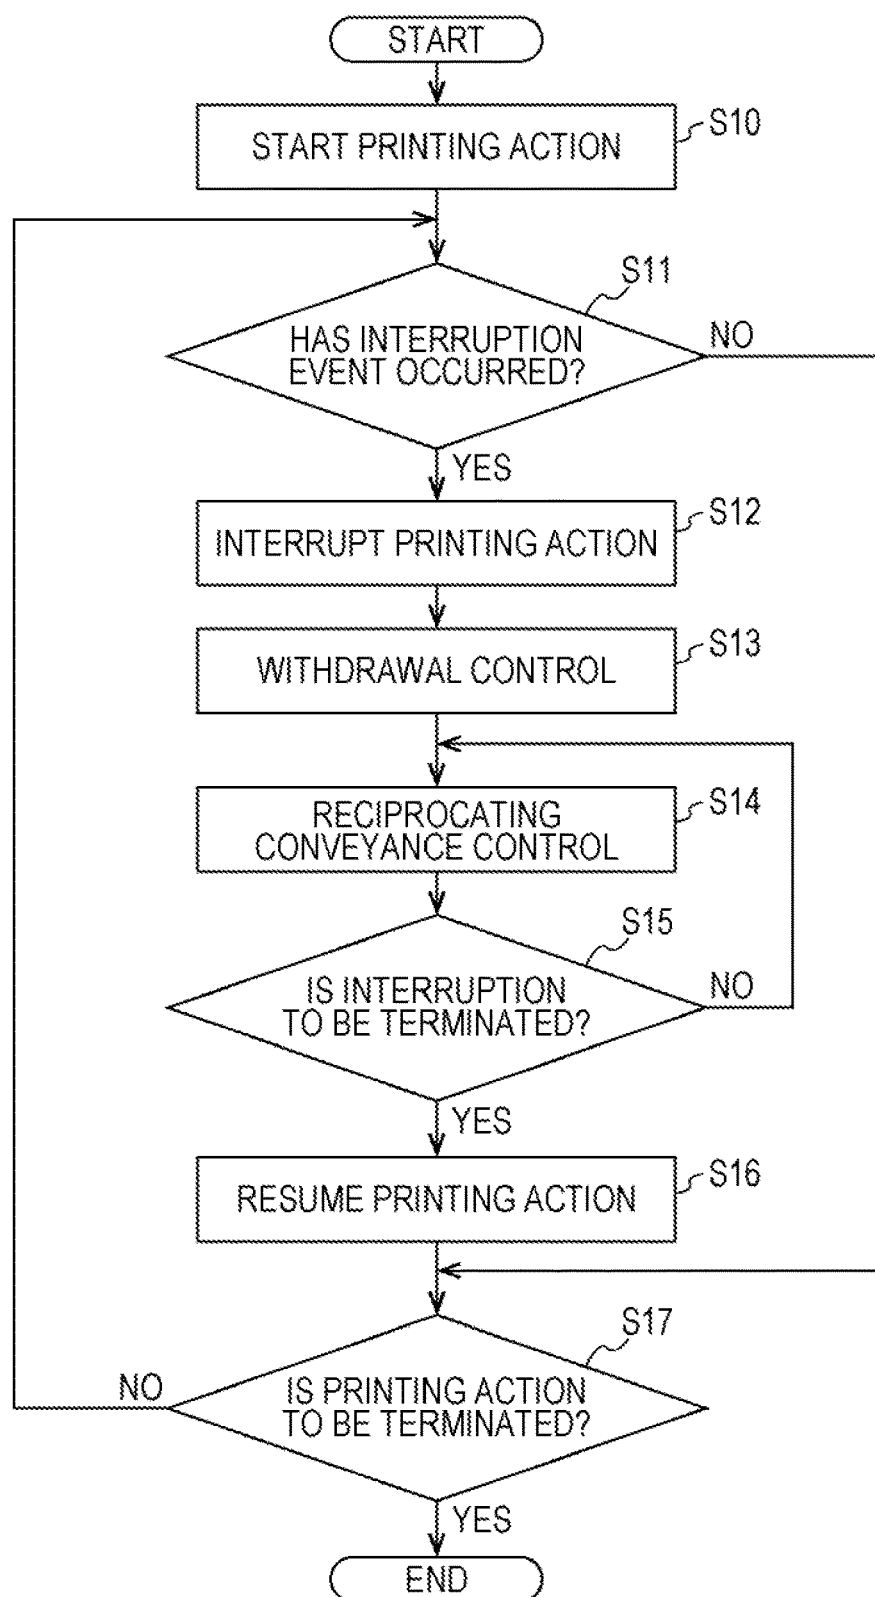 START
START PRINTING ACTION
S10
S11
HAS INTERRUPTION
EVENT OCCURRED?
NO
YES
INTERRUPT PRINTING ACTION
S12
WITHDRAWAL CONTROL
S13
RECIPROCATING
CONVEYANCE CONTROL
S14
S15
IS INTERRUPTION
TO BE TERMINATED?
NO
YES
RESUME PRINTING ACTION
S16
S17
NO
IS PRINTING ACTION
TO BE TERMINATED?
YES
END